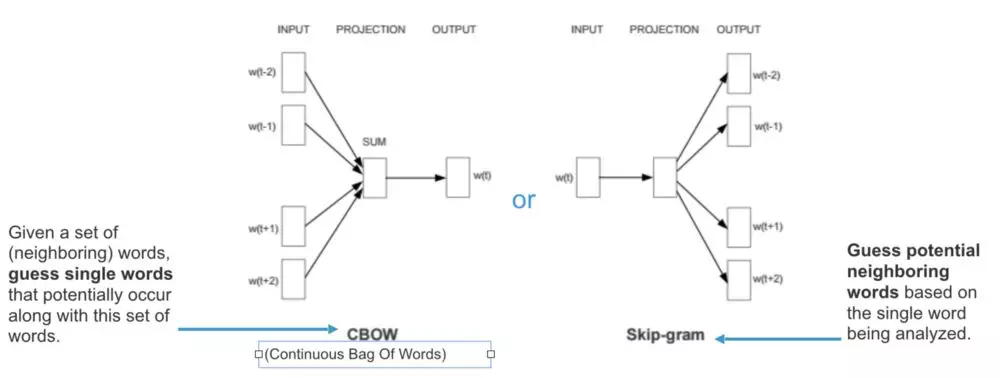 INPUT PROJECTION OUTPUT
w(t-2)
w(t-1)
SUM
w(t)
w(t+1)
w(t+2)
CBOW
(Continuous Bag Of Words)
Given a set of
(neighboring) words,
guess single words
that potentially occur
along with this set of
words.
or
INPUT PROJECTION OUTPUT
w(t-2)
w(t-1)
w(t)
w(t+1)
w(t+2)
Skip-gram
Guess potential
neighboring
words based on
the single word
being analyzed.